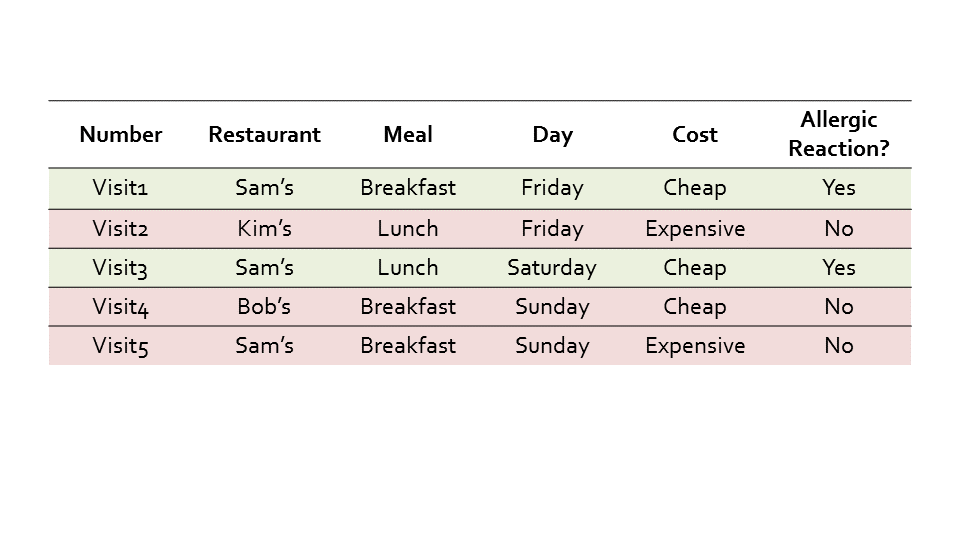 Number Restaurant Meal Day Cost Allergic Reaction?
Visit1 Sam’s Breakfast Friday Cheap Yes
Visit2 Kim’s Lunch Friday Expensive No
Visit3 Sam’s Lunch Saturday Cheap Yes
Visit4 Bob’s Breakfast Sunday Cheap No
Visit5 Sam’s Breakfast Sunday Expensive No